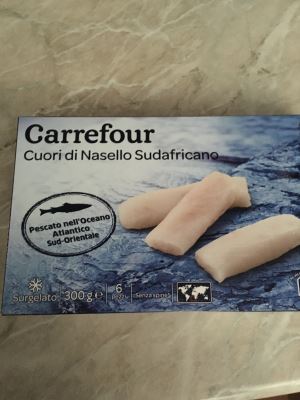 Carrefour
Cuori di Nasello Sudafricano
Pescato nell'Oceano
Atlantico
Sud-Orientale
Surgelato
300 g e
6
pezzi
Senza spine